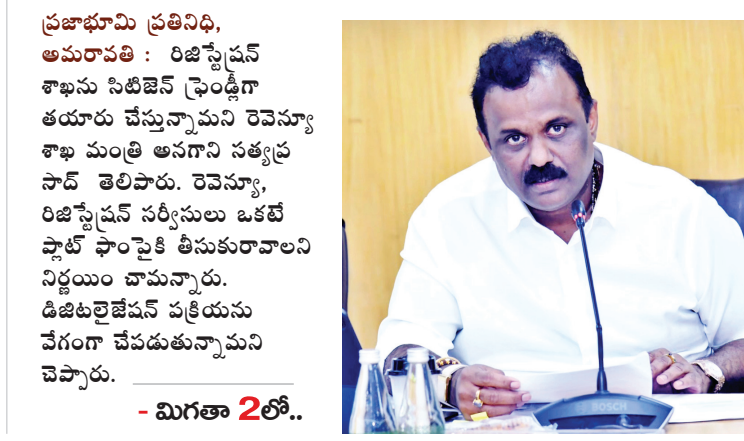 ప్రజాభూమి ప్రతినిధి,
అమరావతి : రిజిస్ట్రేషన్
శాఖను సిటిజెన్ ఫ్రెండ్లీగా
తయారు చేస్తున్నామని రెవెన్యూ
శాఖ మంత్రి అనగాని సత్యప్ర
సాద్ తెలిపారు. రెవెన్యూ,
రిజిస్ట్రేషన్ సర్వీసులు ఒకటే
ప్లాట్ ఫాంపైకి తీసుకురావాలని
నిర్ణయిం చామన్నారు.
డిజిటలైజేషన్ పక్రియను
వేగంగా చేపడుతున్నామని
చెప్పారు.
- మిగతా 2లో..
BOSCH